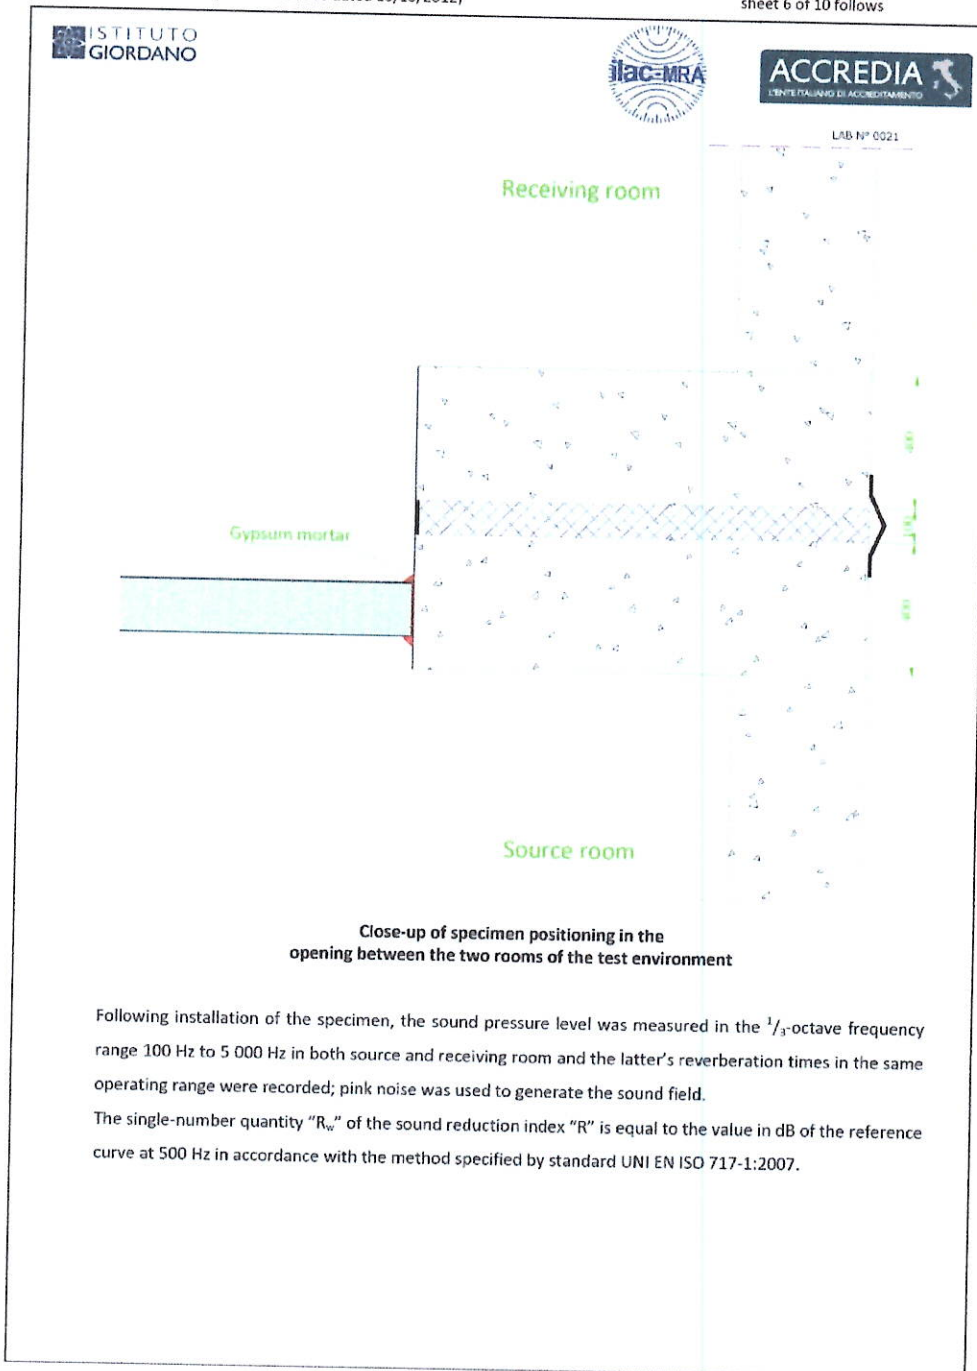 sheet 6 of 10 follows
ISTITUTO
GIORDANO
ilac-MRA
ACCREDIA
L'ENTE ITALIANO DI ACCREDITAMENTO
LAB N° 0021
Receiving room
Gypsum mortar
Source room
Close-up of specimen positioning in the
opening between the two rooms of the test environment
Following installation of the specimen, the sound pressure level was measured in the 1/3-octave frequency
range 100 Hz to 5 000 Hz in both source and receiving room and the latter's reverberation times in the same
operating range were recorded; pink noise was used to generate the sound field.
The single-number quantity "Rw" of the sound reduction index "R" is equal to the value in dB of the reference
curve at 500 Hz in accordance with the method specified by standard UNI EN ISO 717-1:2007.